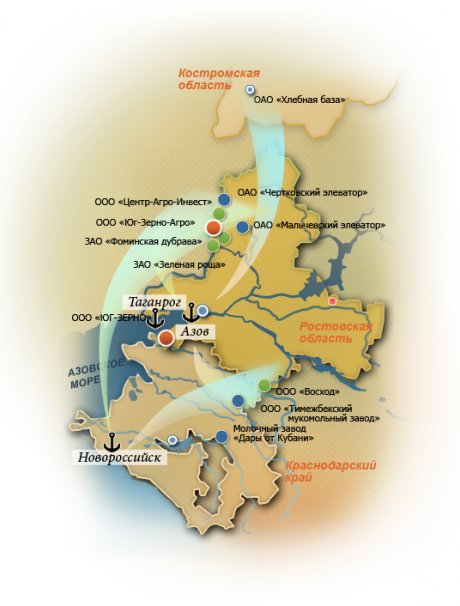 Костромская
область
ОАО «Хлебная база»
ОАО «Чертковский элеватор»
ООО «Центр-Агро-Инвест»
ООО «Юг-Зерно-Агро»
ОАО «Мальчевский элеватор»
ЗАО «Фоминская дубрава»
ЗАО «Зеленая роща»
Таганрог
ООО «ЮГ-ЗЕРНО»
Азов
Ростовская
область
АЗОВСКОЕ
МОРЕ
ООО «Восход»
ООО «Тимежбекский
мукомольный завод»
Молочный завод
«Дары от Кубани»
Новороссийск
Краснодарский
край